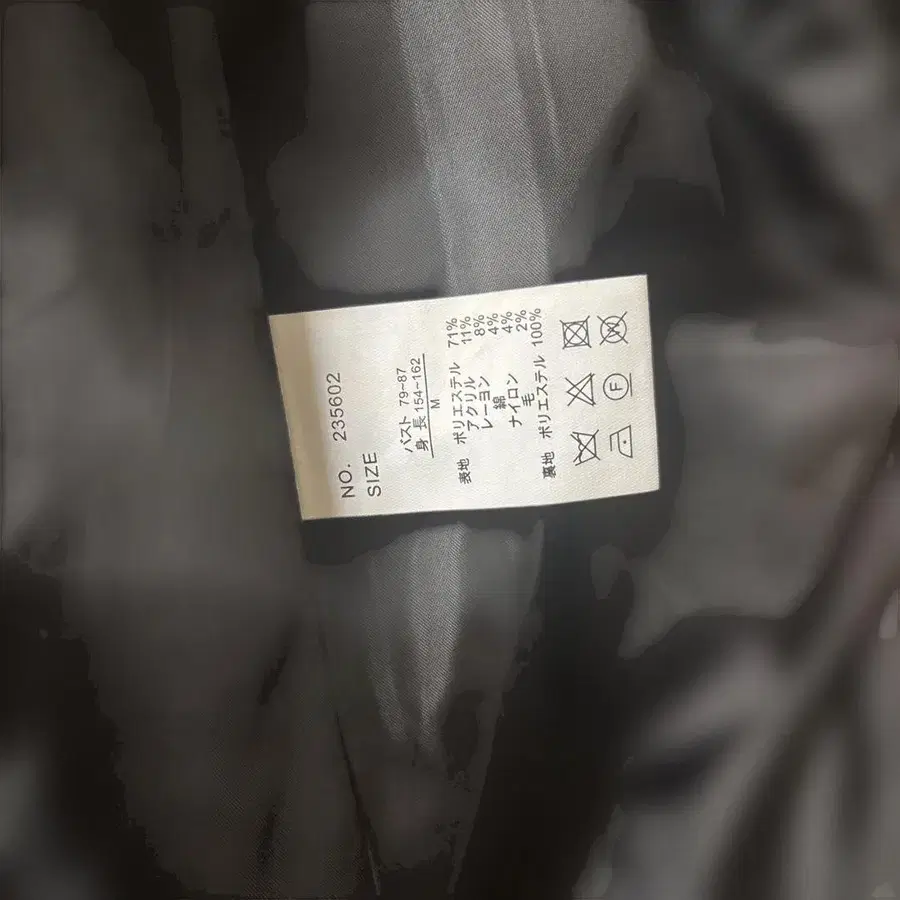 NO. 235602
SIZE
バスト 79~87
身 長 154~162
M
表地 ポリエステル 71%
アクリル 11%
レーヨン 8%
綿 4%
ナイロン 4%
毛 2%
裏地 ポリエステル 100%
F W